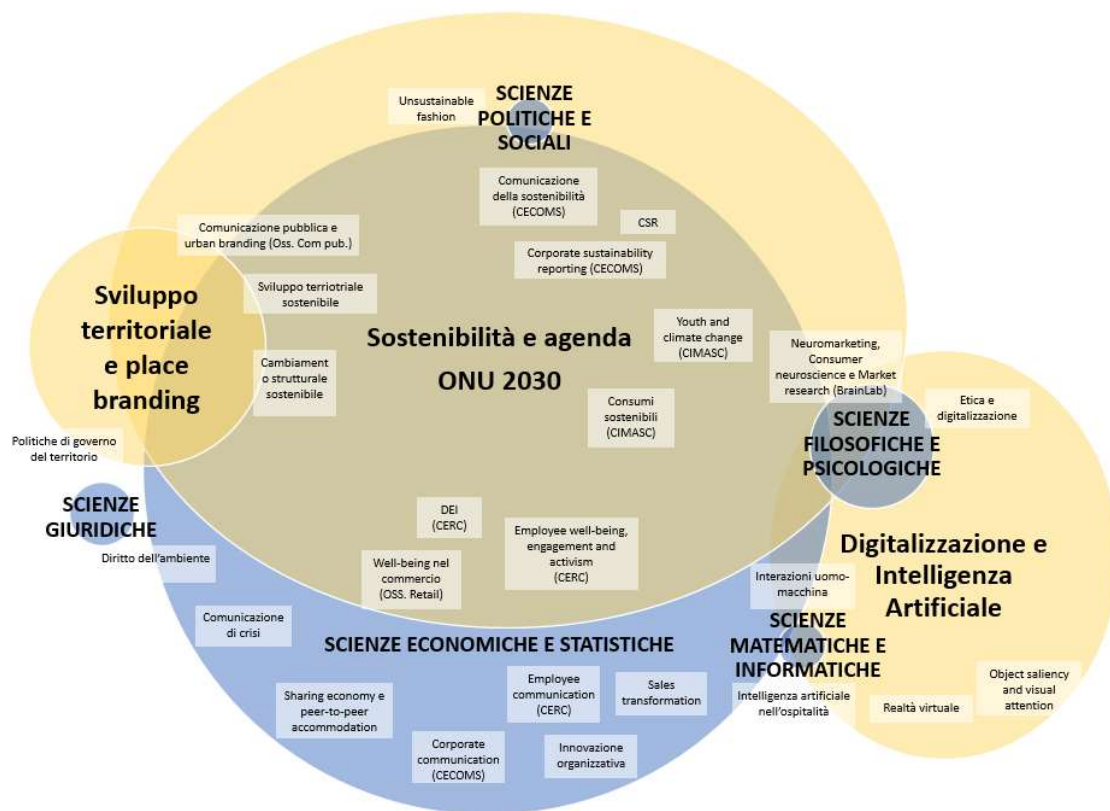 SCIENZE
POLITICHE E
SOCIALI
Unsustainable
fashion
Comunicazione
della sostenibilità
(CECOMS)
CSR
Comunicazione pubblica e
urban branding (Oss. Com pub.)
Corporate sustainability
reporting (CECOMS)
Sviluppo
territoriale
e place
branding
Sviluppo terriotriale
sostenibile
Sostenibilità e agenda
ONU 2030
Youth and
climate change
(CIMASC)
Neuromarketing,
Consumer
neuroscience e Market
research (BrainLab)
Cambiament
o strutturale
sostenibile
Consumi
sostenibili
(CIMASC)
Etica e
digitalizzazione
SCIENZE
FILOSOFICHE E
PSICOLOGICHE
Politiche di governo
del territorio
SCIENZE
GIURIDICHE
Diritto dell'ambiente
DEI
(CERC)
Employee well-being,
engagement and
activism
(CERC)
Well-being nel
commercio
(OSS. Retail)
Digitalizzazione e
Intelligenza
Artificiale
Interazioni uomo-
macchina
Comunicazione
di crisi
SCIENZE ECONOMICHE E STATISTICHE
SCIENZE
MATEMATICHE E
INFORMATICHE
Sharing economy e
peer-to-peer
accommodation
Employee
communication
(CERC)
Sales
transformation
Intelligenza artificiale
nell'ospitalità
Realtà virtuale
Object saliency
and visual
attention
Corporate
communication
(CECOMS)
Innovazione
organizzativa